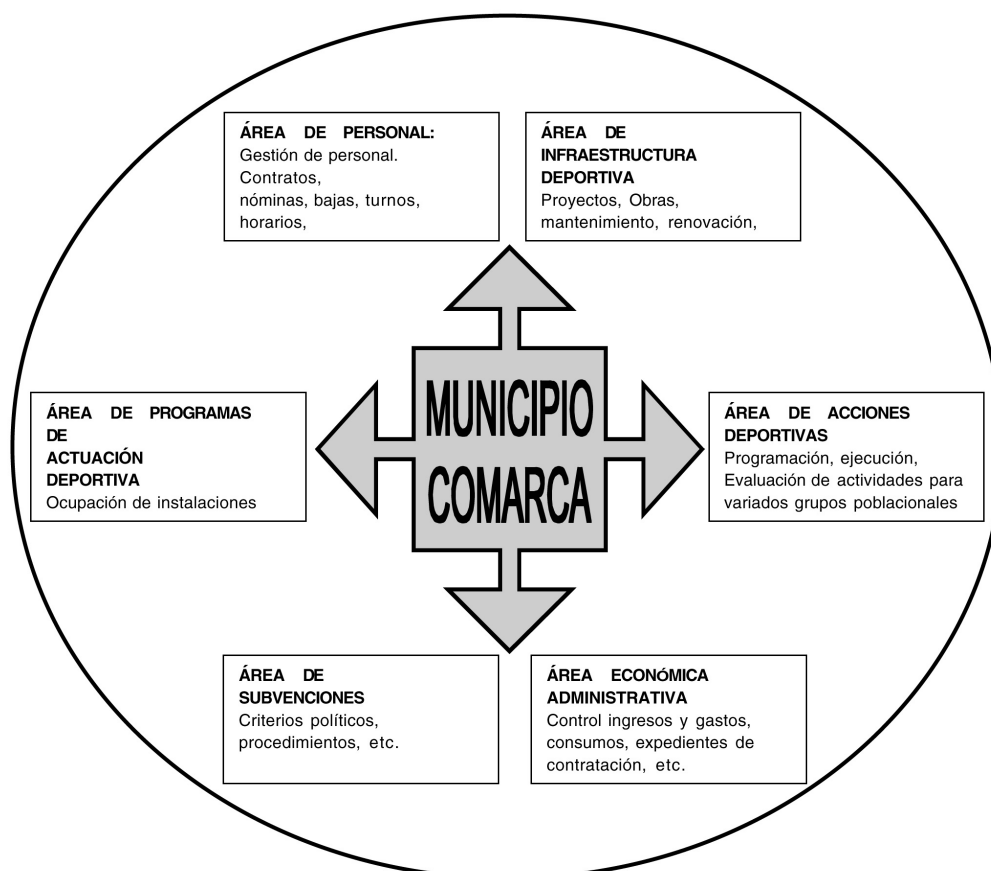 ÁREA DE PERSONAL:
Gestión de personal.
Contratos,
nóminas, bajas, turnos,
horarios,
ÁREA DE
INFRAESTRUCTURA
DEPORTIVA
Proyectos, Obras,
mantenimiento, renovación,
ÁREA DE PROGRAMAS
DE
ACTUACIÓN
DEPORTIVA
Ocupación de instalaciones
MUNICIPIO
COMARCA
ÁREA DE ACCIONES
DEPORTIVAS
Programación, ejecución,
Evaluación de actividades para
variados grupos poblacionales
ÁREA DE
SUBVENCIONES
Criterios políticos,
procedimientos, etc.
ÁREA ECONóMICA
ADMINISTRATIVA
Control ingresos y gastos,
consumos, expedientes de
contratación, etc.